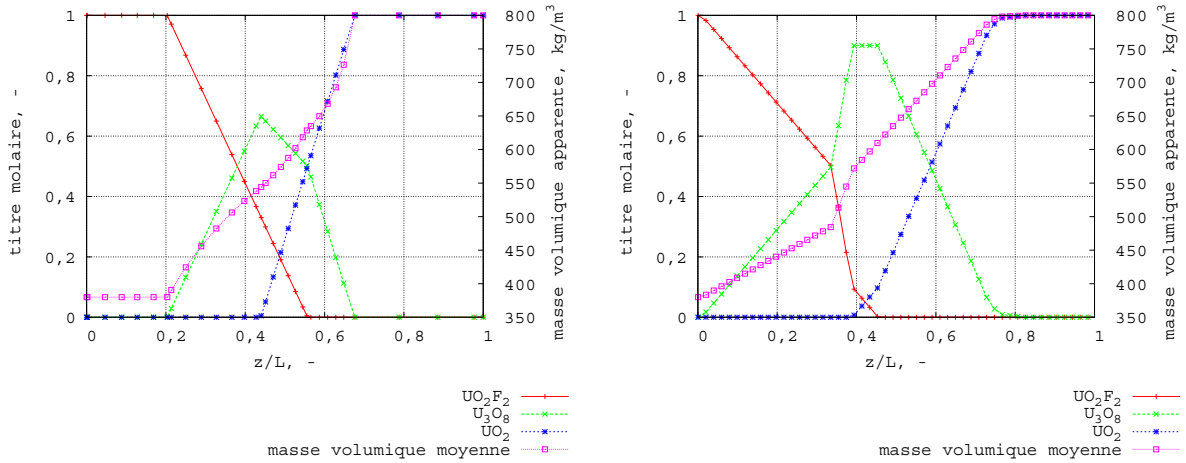 titre molaire, -
1
0,8
0,6
0,4
0,2
0
0 0,2 0,4 0,6 0,8 1
z/L, -
800
750
700
650
600
550
500
450
400
350
masse volumique apparente, kg/m³
UO₂F₂
U₃O₈
UO₂
masse volumique moyenne
titre molaire, -
1
0,8
0,6
0,4
0,2
0
0 0,2 0,4 0,6 0,8 1
z/L, -
800
750
700
650
600
550
500
450
400
350
masse volumique apparente, kg/m³
UO₂F₂
U₃O₈
UO₂
masse volumique moyenne